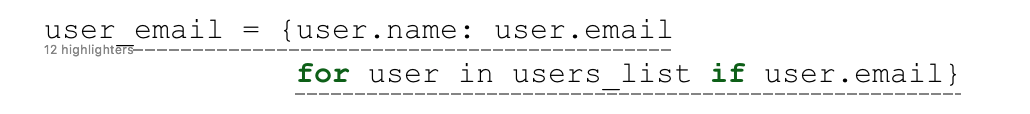 user_email = {user.name: user.email
12 highlighters
for user in users_list if user.email}